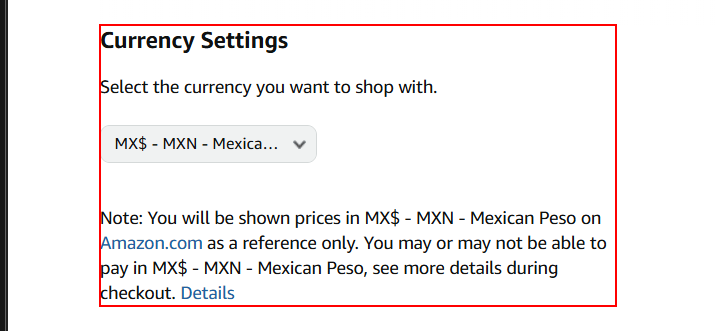 Currency Settings
Select the currency you want to shop with.
MX$ - MXN - Mexica...
Note: You will be shown prices in MX$ - MXN - Mexican Peso on
Amazon.com as a reference only. You may or may not be able to
pay in MX$ - MXN - Mexican Peso, see more details during
checkout. Details